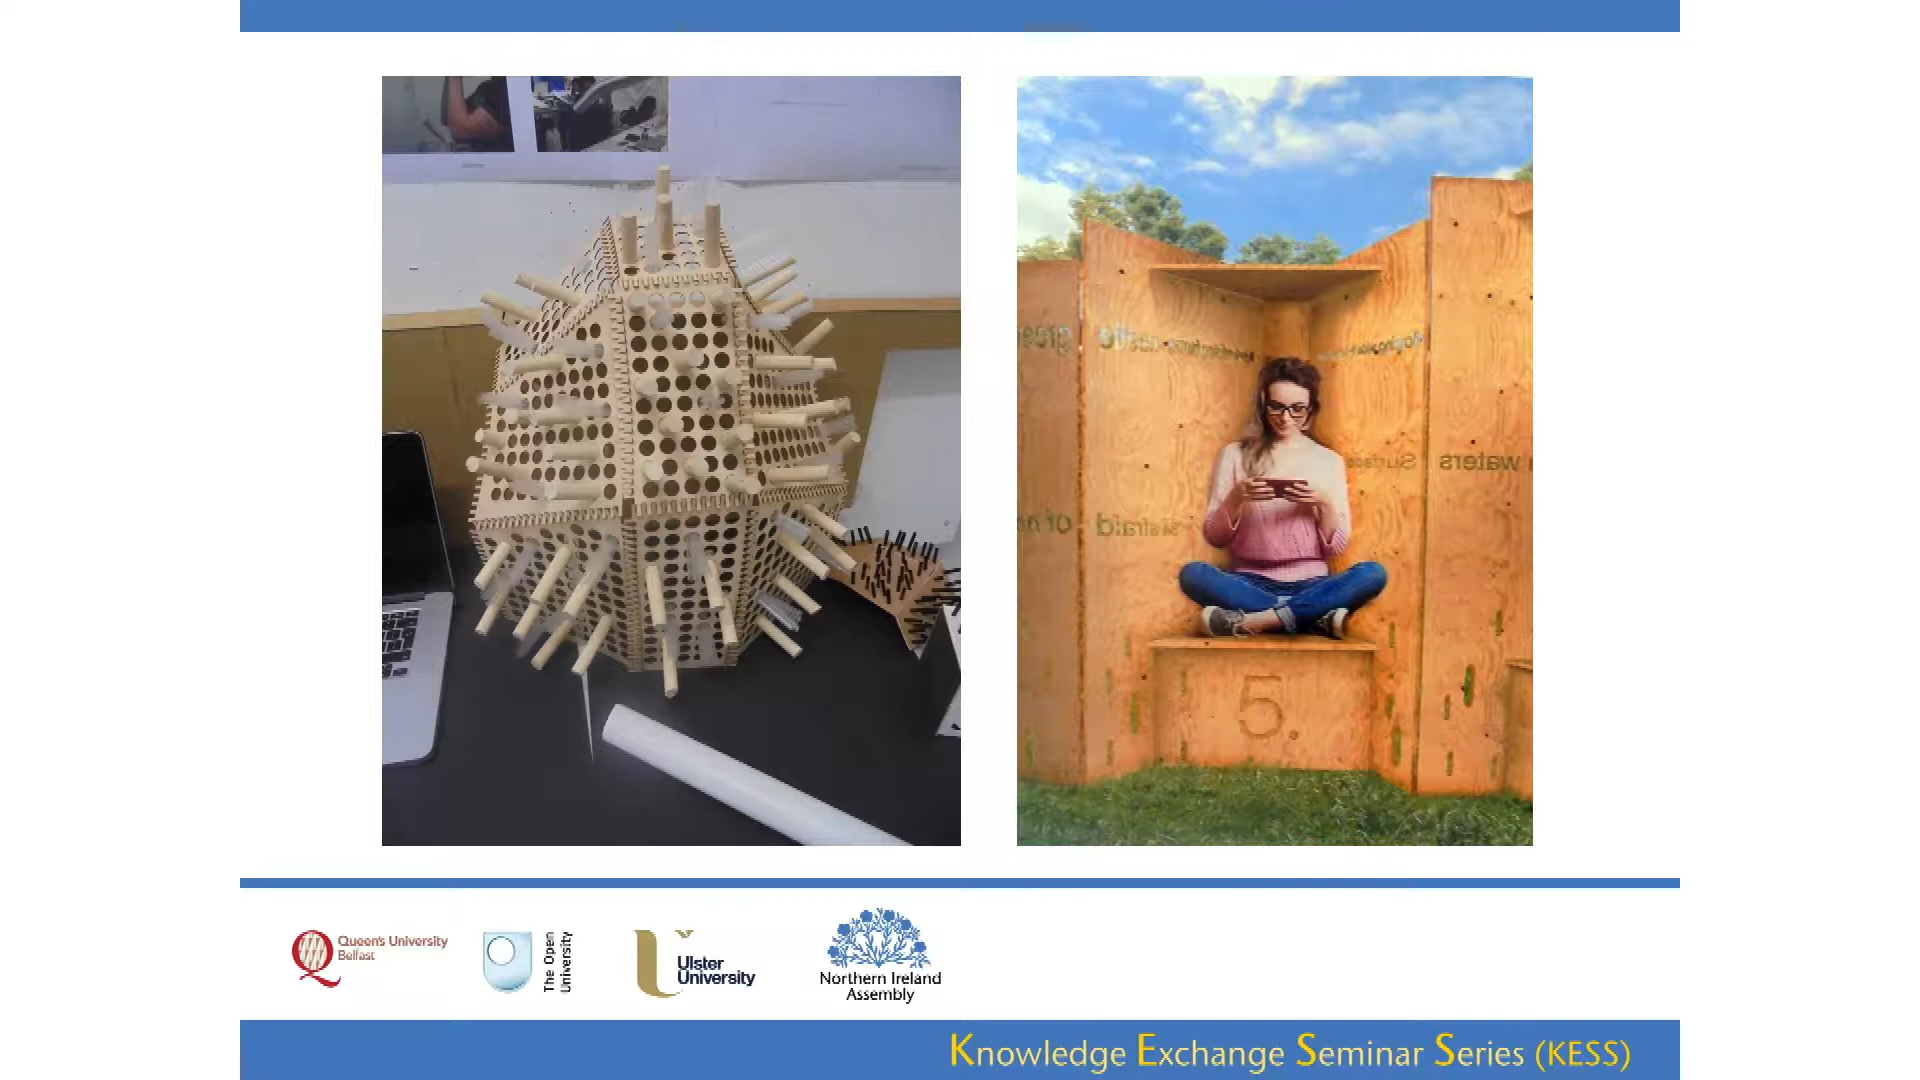 waters
5.
Queen's University
Belfast
The Open
University
Ulster
University
Northern Ireland
Assembly
Knowledge Exchange Seminar Series (KESS)